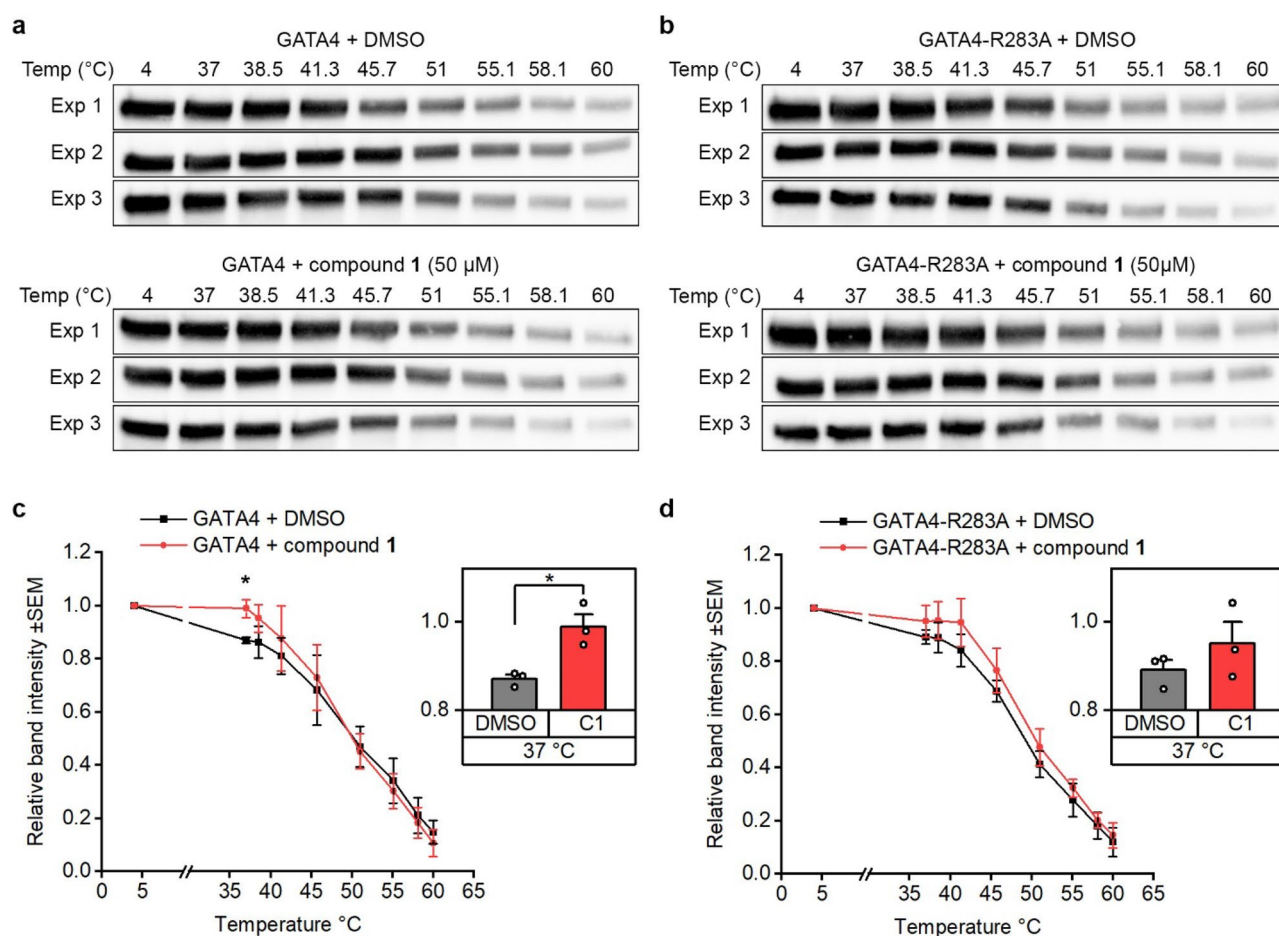 a
GATA4 + DMSO
Temp (°C) 4 37 38.5 41.3 45.7 51 55.1 58.1 60
Exp 1
Exp 2
Exp 3
GATA4 + compound 1 (50 µM)
Temp (°C) 4 37 38.5 41.3 45.7 51 55.1 58.1 60
Exp 1
Exp 2
Exp 3
b
GATA4-R283A + DMSO
Temp (°C) 4 37 38.5 41.3 45.7 51 55.1 58.1 60
Exp 1
Exp 2
Exp 3
GATA4-R283A + compound 1 (50µM)
Temp (°C) 4 37 38.5 41.3 45.7 51 55.1 58.1 60
Exp 1
Exp 2
Exp 3
c
GATA4 + DMSO
GATA4 + compound 1
Relative band intensity ±SEM
1.2
1.0
0.8
0.6
0.4
0.2
0.0
*
*
1.0
0.8
DMSO C1
37 °C
0 5 35 40 45 50 55 60 65
Temperature °C
d
GATA4-R283A + DMSO
GATA4-R283A + compound 1
Relative band intensity ±SEM
1.2
1.0
0.8
0.6
0.4
0.2
0.0
1.0
0.8
DMSO C1
37 °C
0 5 35 40 45 50 55 60 65
Temperature °C